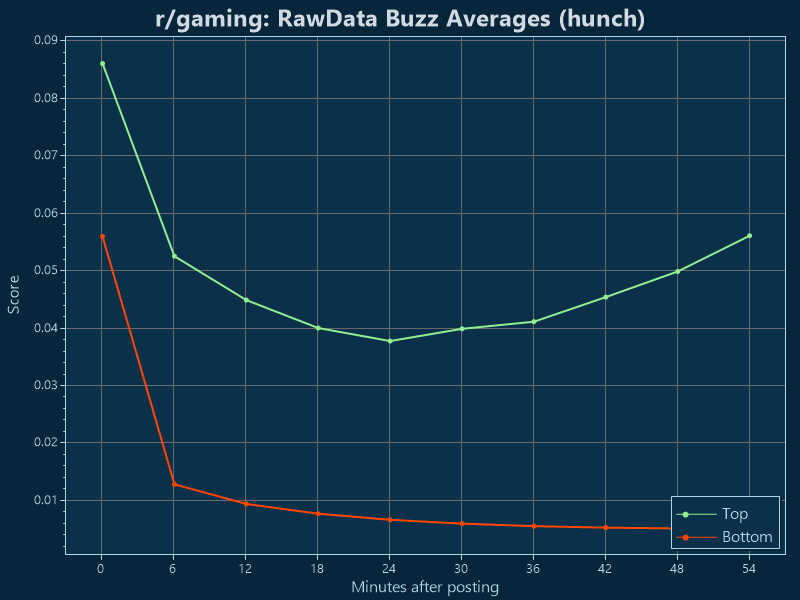 r/gaming: RawData Buzz Averages (hunch)
0.09
0.08
0.07
0.06
0.05
0.04
0.03
0.02
0.01
Score
0 6 12 18 24 30 36 42 48 54
Minutes after posting
Top
Bottom